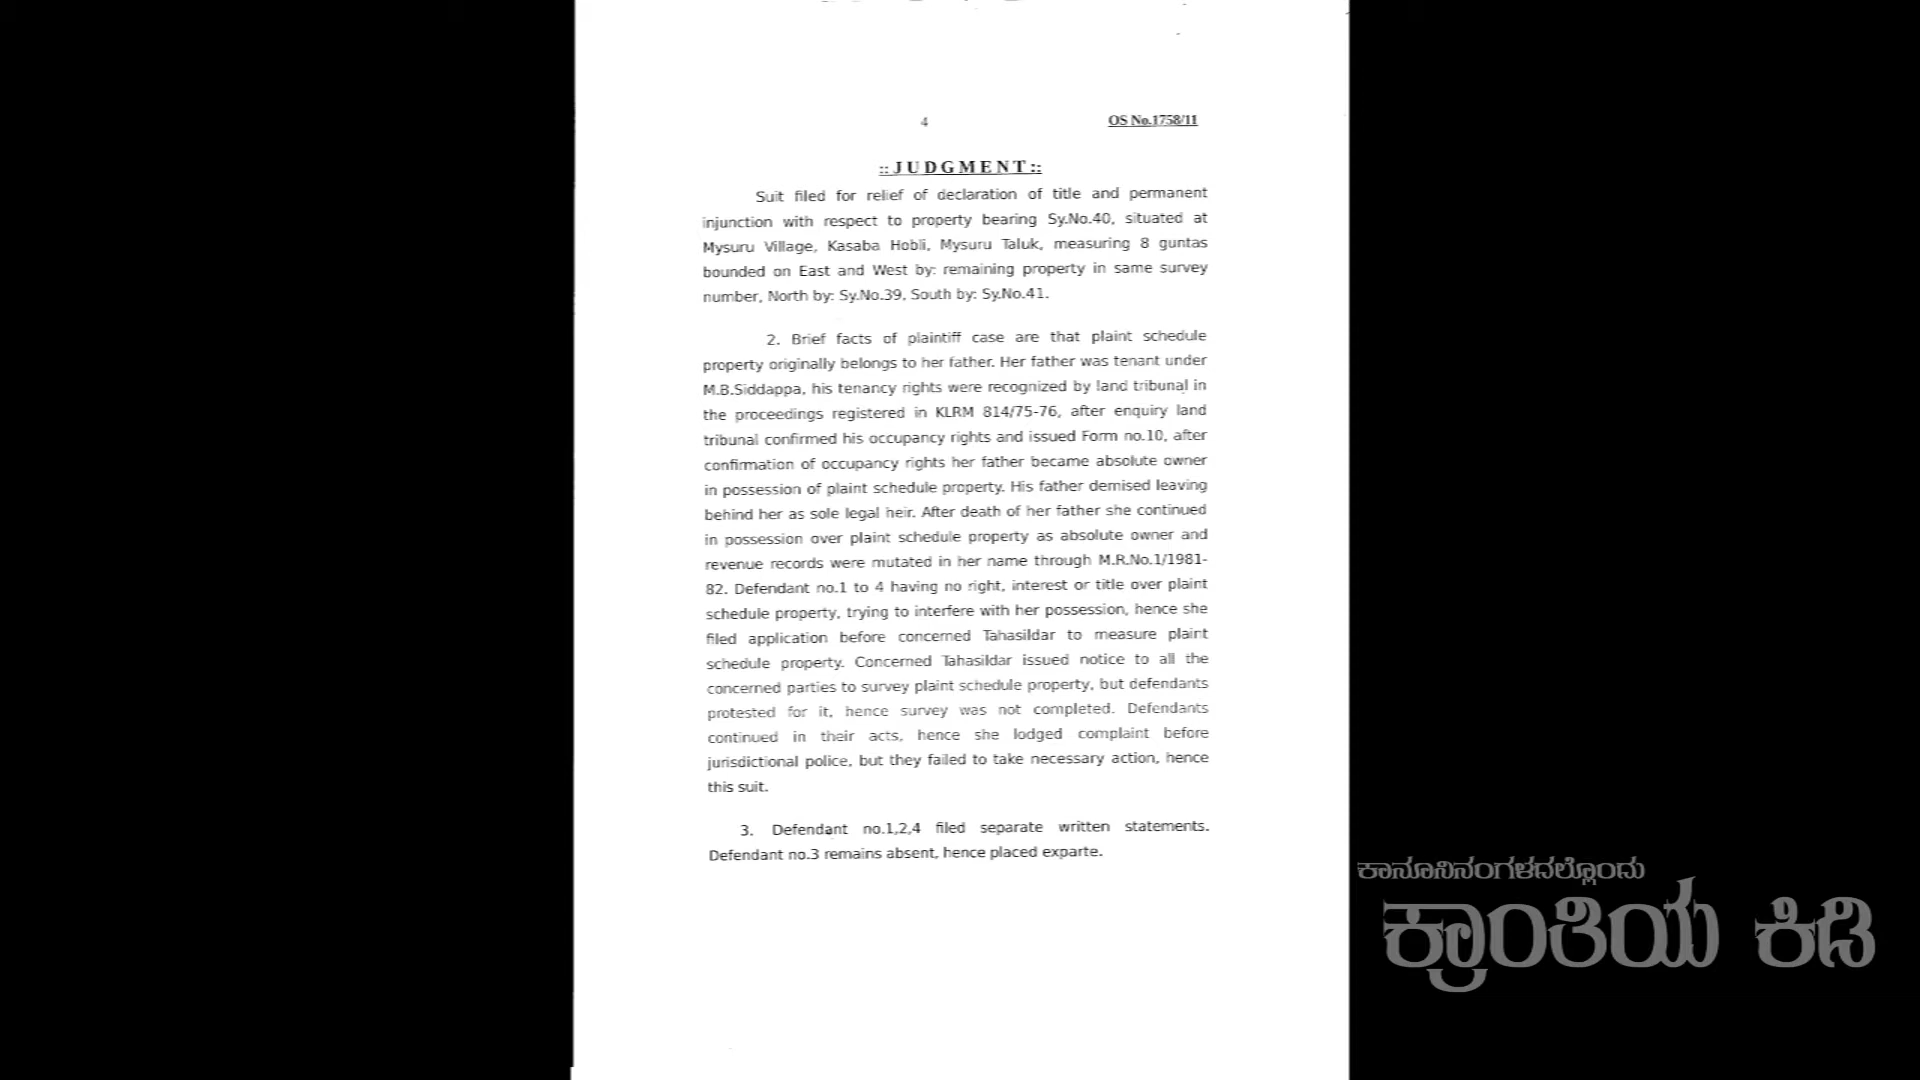 4
OS No.1758/11
:: J U D G M E N T ::
Suit filed for relief of declaration of title and permanent
injunction with respect to property bearing Sy.No.40, situated at
Mysuru Village, Kasaba Hobli, Mysuru Taluk, measuring 8 guntas
bounded on East and West by: remaining property in same survey
number, North by: Sy.No.39, South by: Sy.No.41.
2. Brief facts of plaintiff case are that plaint schedule
property originally belongs to her father. Her father was tenant under
M.B.Siddappa, his tenancy rights were recognized by land tribunal in
the proceedings registered in KLRM 814/75-76, after enquiry land
tribunal confirmed his occupancy rights and issued Form no.10, after
confirmation of occupancy rights her father became absolute owner
in possession of plaint schedule property. His father demised leaving
behind her as sole legal heir. After death of her father she continued
in possession over plaint schedule property as absolute owner and
revenue records were mutated in her name through M.R.No.1/1981-
82. Defendant no.1 to 4 having no right, interest or title over plaint
schedule property, trying to interfere with her possession, hence she
filed application before concerned Tahasildar to measure plaint
schedule property. Concerned Tahasildar issued notice to all the
concerned parties to survey plaint schedule property, but defendants
protested for it, hence survey was not completed. Defendants
continued in their acts, hence she lodged complaint before
jurisdictional police, but they failed to take necessary action, hence
this suit.
3. Defendant no.1,2,4 filed separate written statements.
Defendant no.3 remains absent, hence placed exparte.
ಕಾನೂನಿನಂಗಳದಲ್ಲೊಂದು
ಕ್ರಾಂತಿಯ ಕಿಡಿ